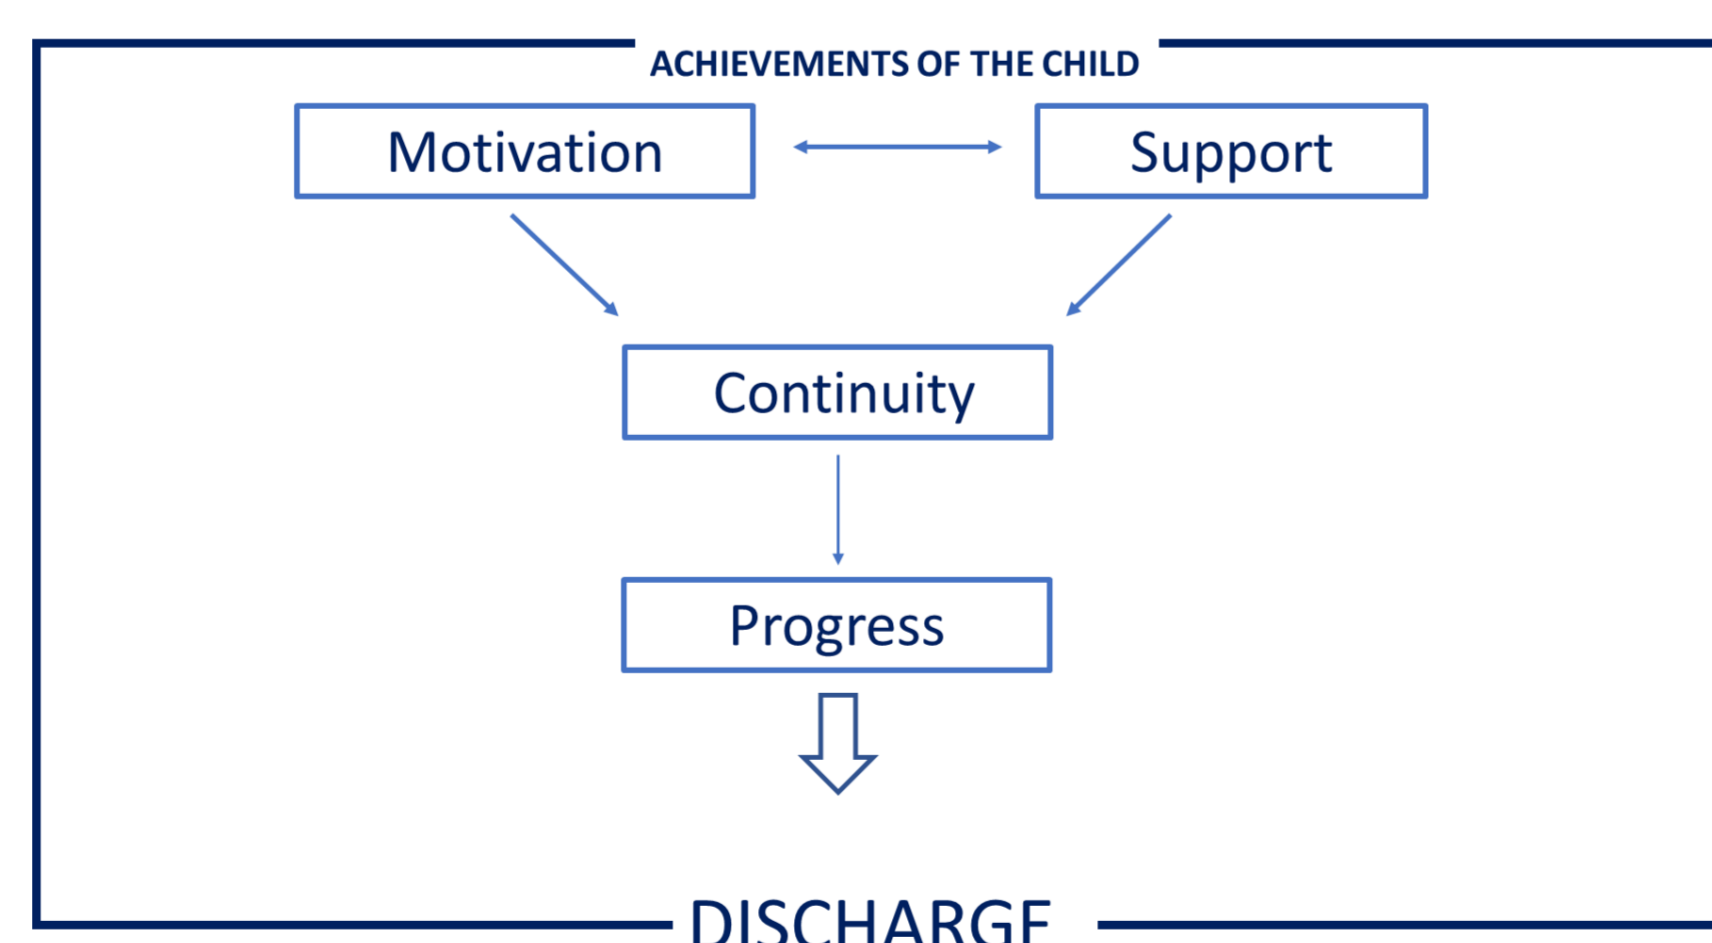 ACHIEVEMENTS OF THE CHILD
Motivation
Support
Continuity
Progress
DISCHARGE